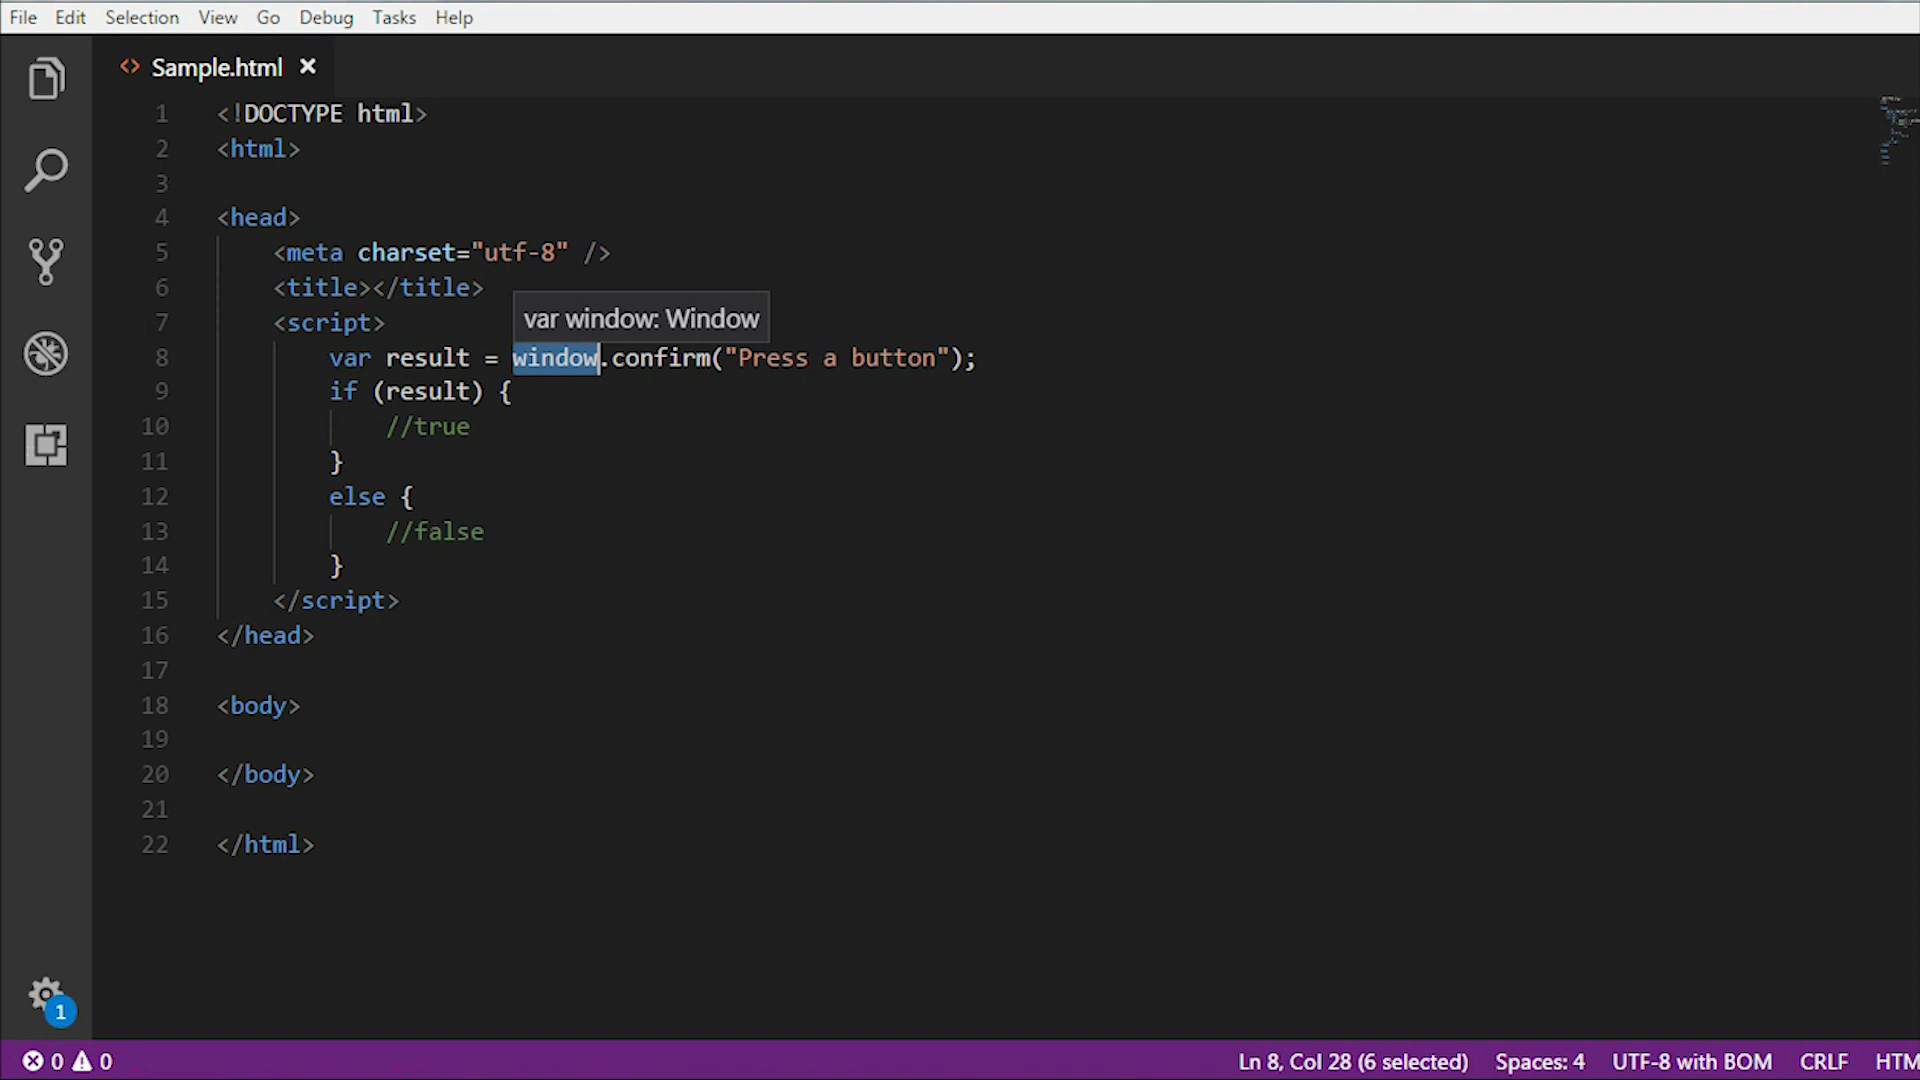 File Edit Selection View Go Debug Tasks Help
<> Sample.html ×
1 <!DOCTYPE html>
2 <html>
3
4 <head>
5 <meta charset="utf-8" />
6 <title></title>
var window: Window
7 <script>
8 var result = window.confirm("Press a button");
9 if (result) {
10 //true
11 }
12 else {
13 //false
14 }
15 </script>
16 </head>
17
18 <body>
19
20 </body>
21
22 </html>
1
0 0 Ln 8, Col 28 (6 selected) Spaces: 4 UTF-8 with BOM CRLF HTM